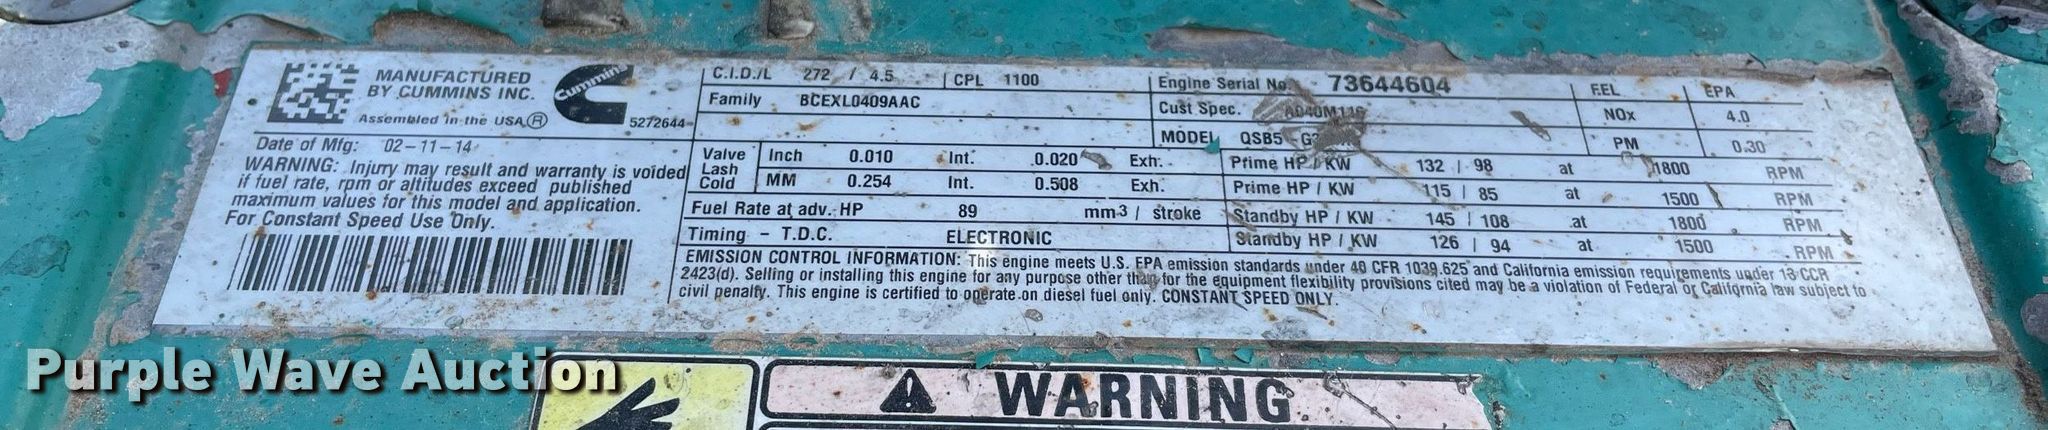 MANUFACTURED
BY CUMMINS INC.
Assembled in the USA ®
Cummins
5272644
Date of Mfg: 02-11-14
WARNING: Injury may result and warranty is voided
if fuel rate, rpm or altitudes exceed published
maximum values for this model and application.
For Constant Speed Use Only.
C.I.D./L 272 / 4.5 CPL 1100
Family BCEXL0409AAC
Valve Lash Cold
Inch 0.010 Int. 0.020 Exh.
MM 0.254 Int. 0.508 Exh.
Fuel Rate at adv. HP 89 mm3 / stroke
Timing - T.D.C. ELECTRONIC
Engine Serial No. 73644604
Cust Spec.
MODEL QSB5
FEL EPA
NOx 4.0
PM 0.30
Prime HP / KW 132 / 98 at 1800 RPM
Prime HP / KW 115 / 85 at 1500 RPM
Standby HP / KW 145 / 108 at 1800 RPM
Standby HP / KW 126 / 94 at 1500 RPM
EMISSION CONTROL INFORMATION: This engine meets U.S. EPA emission standards under 40 CFR 1039.625 and California emission requirements under 13 CCR
2423(d). Selling or installing this engine for any purpose other than for the equipment flexibility provisions cited may be a violation of Federal or California law subject to
civil penalty. This engine is certified to operate on diesel fuel only. CONSTANT SPEED ONLY.
WARNING
Purple Wave Auction